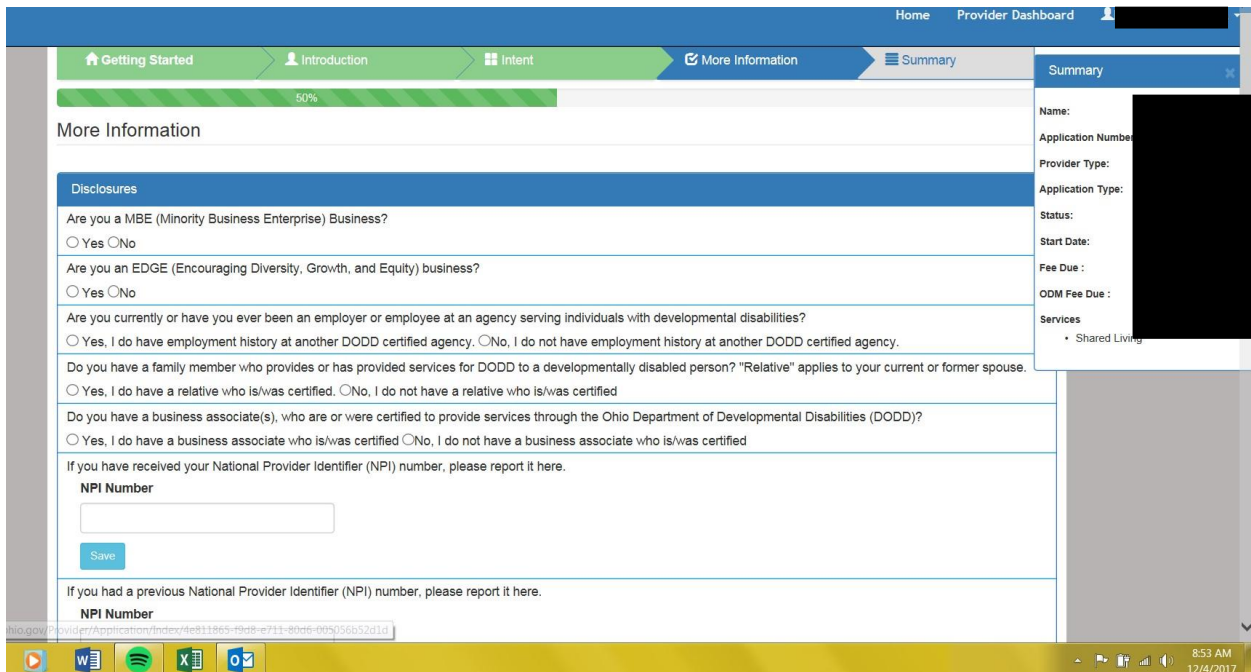 Home Provider Dashboard
Getting Started Introduction Intent More Information Summary
50%
More Information
Disclosures
Are you a MBE (Minority Business Enterprise) Business?
Yes No
Are you an EDGE (Encouraging Diversity, Growth, and Equity) business?
Yes No
Are you currently or have you ever been an employer or employee at an agency serving individuals with developmental disabilities?
Yes, I do have employment history at another DODD certified agency. No, I do not have employment history at another DODD certified agency.
Do you have a family member who provides or has provided services for DODD to a developmentally disabled person? "Relative" applies to your current or former spouse.
Yes, I do have a relative who is/was certified. No, I do not have a relative who is/was certified
Do you have a business associate(s), who are or were certified to provide services through the Ohio Department of Developmental Disabilities (DODD)?
Yes, I do have a business associate who is/was certified No, I do not have a business associate who is/was certified
If you have received your National Provider Identifier (NPI) number, please report it here.
NPI Number
Save
If you had a previous National Provider Identifier (NPI) number, please report it here.
NPI Number
Summary
Name:
Application Number
Provider Type:
Application Type:
Status:
Start Date:
Fee Due :
ODM Fee Due :
Services
• Shared Living
hio.gov/Provider/Application/Index/4e811865-f9d8-e711-80d6-005056b52d1d
8:53 AM
12/4/2017